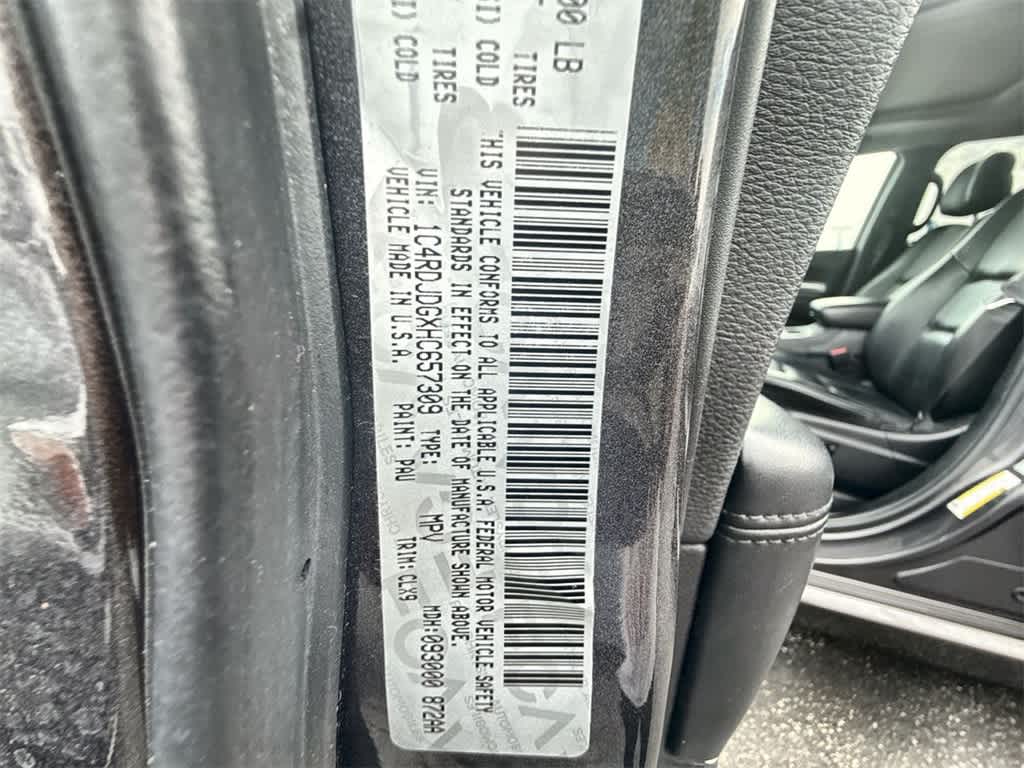 00 LB
TIRES
I) COLD
TIRES
I) COLD
THIS VEHICLE CONFORMS TO ALL APPLICABLE U.S.A. FEDERAL MOTOR VEHICLE SAFETY
STANDARDS IN EFFECT ON THE DATE OF MANUFACTURE SHOWN ABOVE.
VIN: 1C4RDJDGXHC657309 TYPE: MPV MDH: 093000 872AA
VEHICLE MADE IN U.S.A. PAINT: PAU TRIM: CLX9